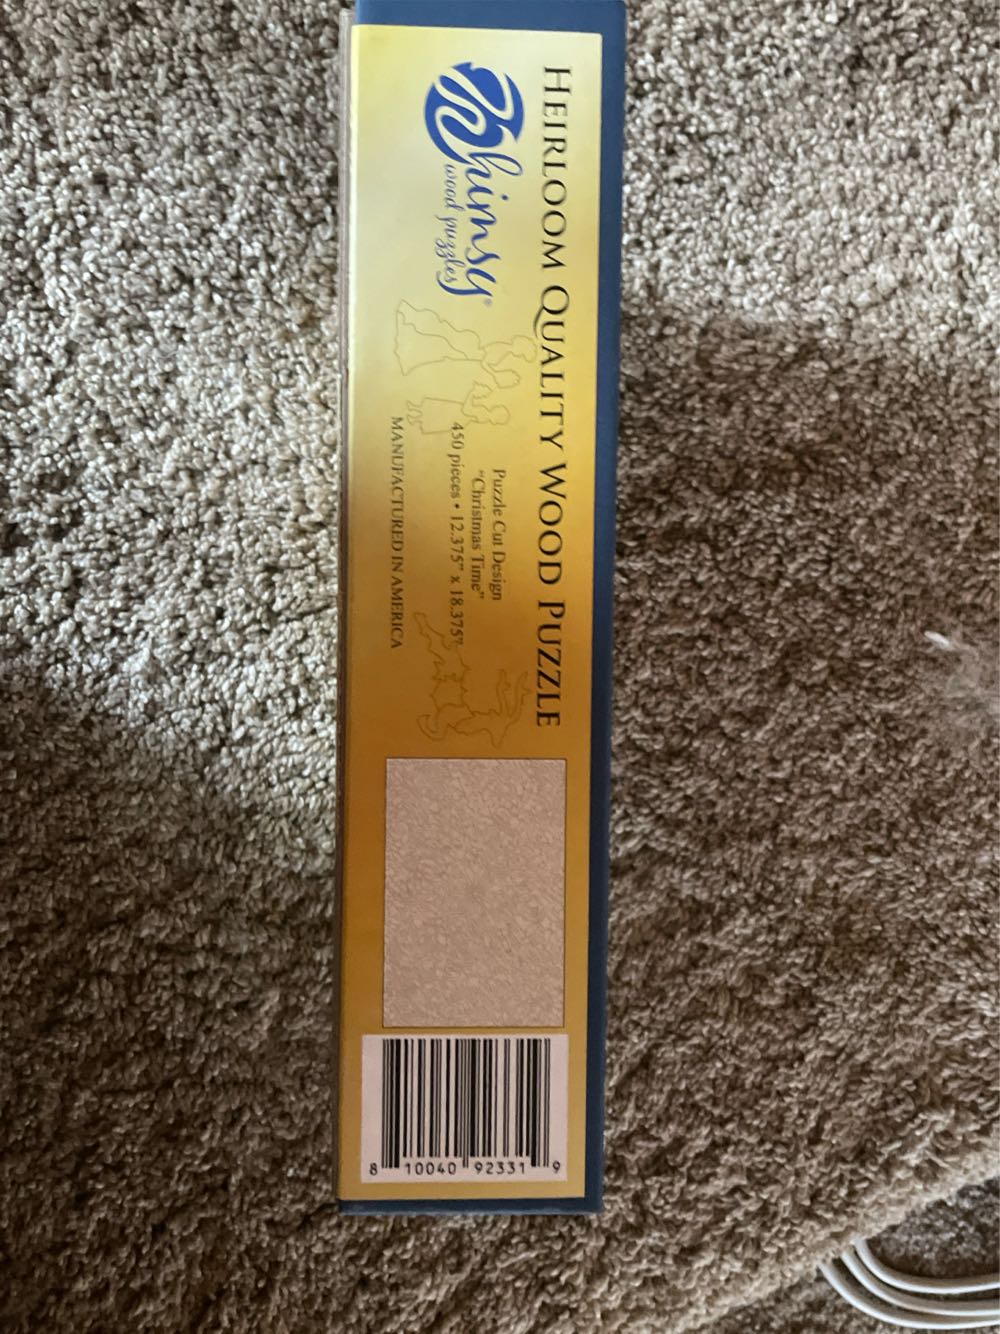 HEIRLOOM QUALITY WOOD PUZZLE
Whimsy®
wood puzzles
Puzzle Cut Design
"Christmas Time"
450 pieces • 12.375" x 18.375"
MANUFACTURED IN AMERICA
8 10040 92331 9